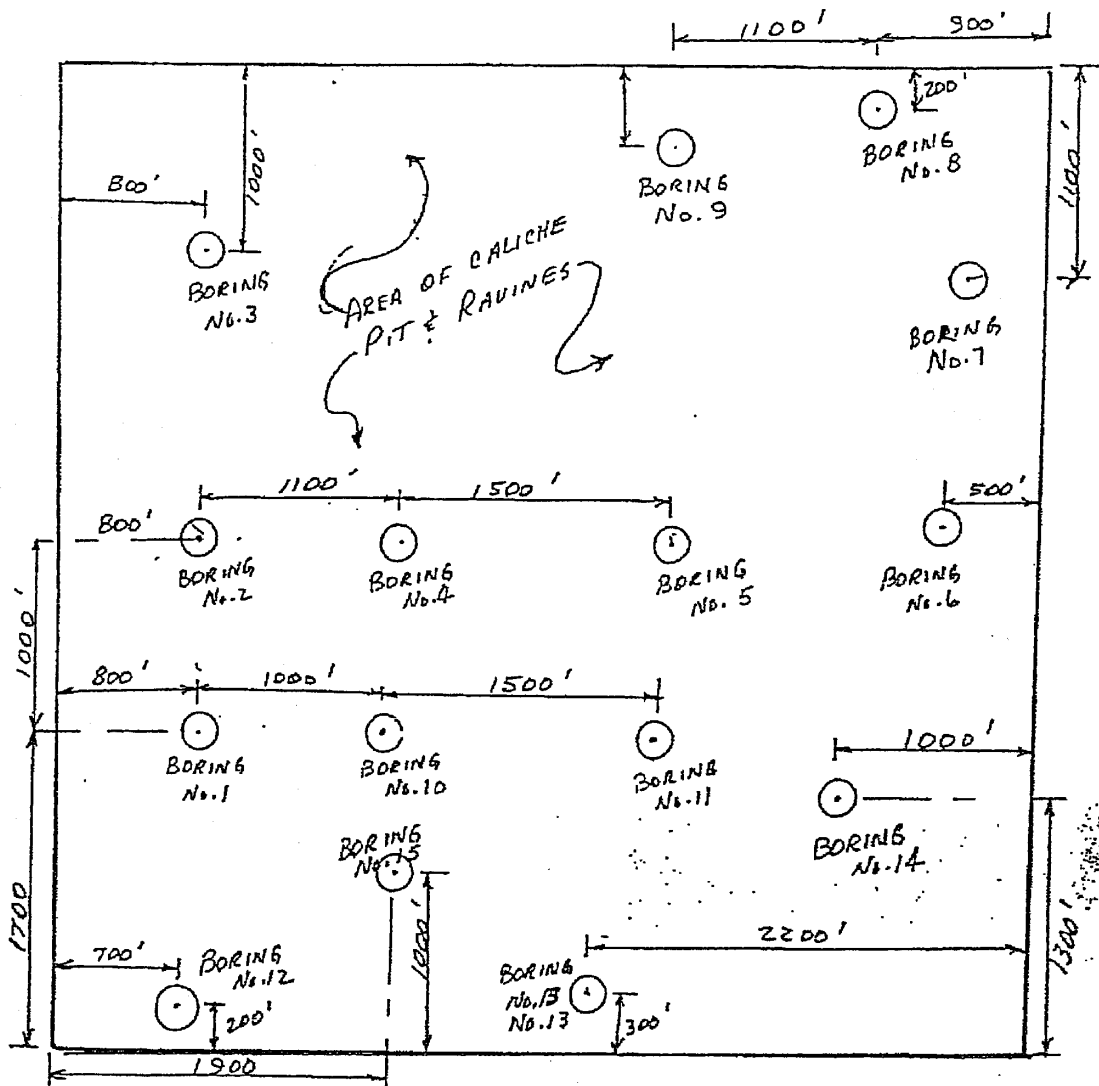 1100'
900'
200'
BORING
No.8
BORING
No.9
1100'
800'
1000'
BORING
No.3
AREA OF CALICHE
PIT & RAVINES
BORING
No.7
1100'
1500'
500'
800'
BORING
No.2
BORING
No.4
BORING
No.5
BORING
No.6
1000'
800'
1000'
1500'
1000'
BORING
No.1
BORING
No.10
BORING
No.11
BORING
No.14
BORING
No.15
1700
700'
BORING
No.12
200'
1000'
2200'
BORING
No.13
No.13
300'
1300'
1900